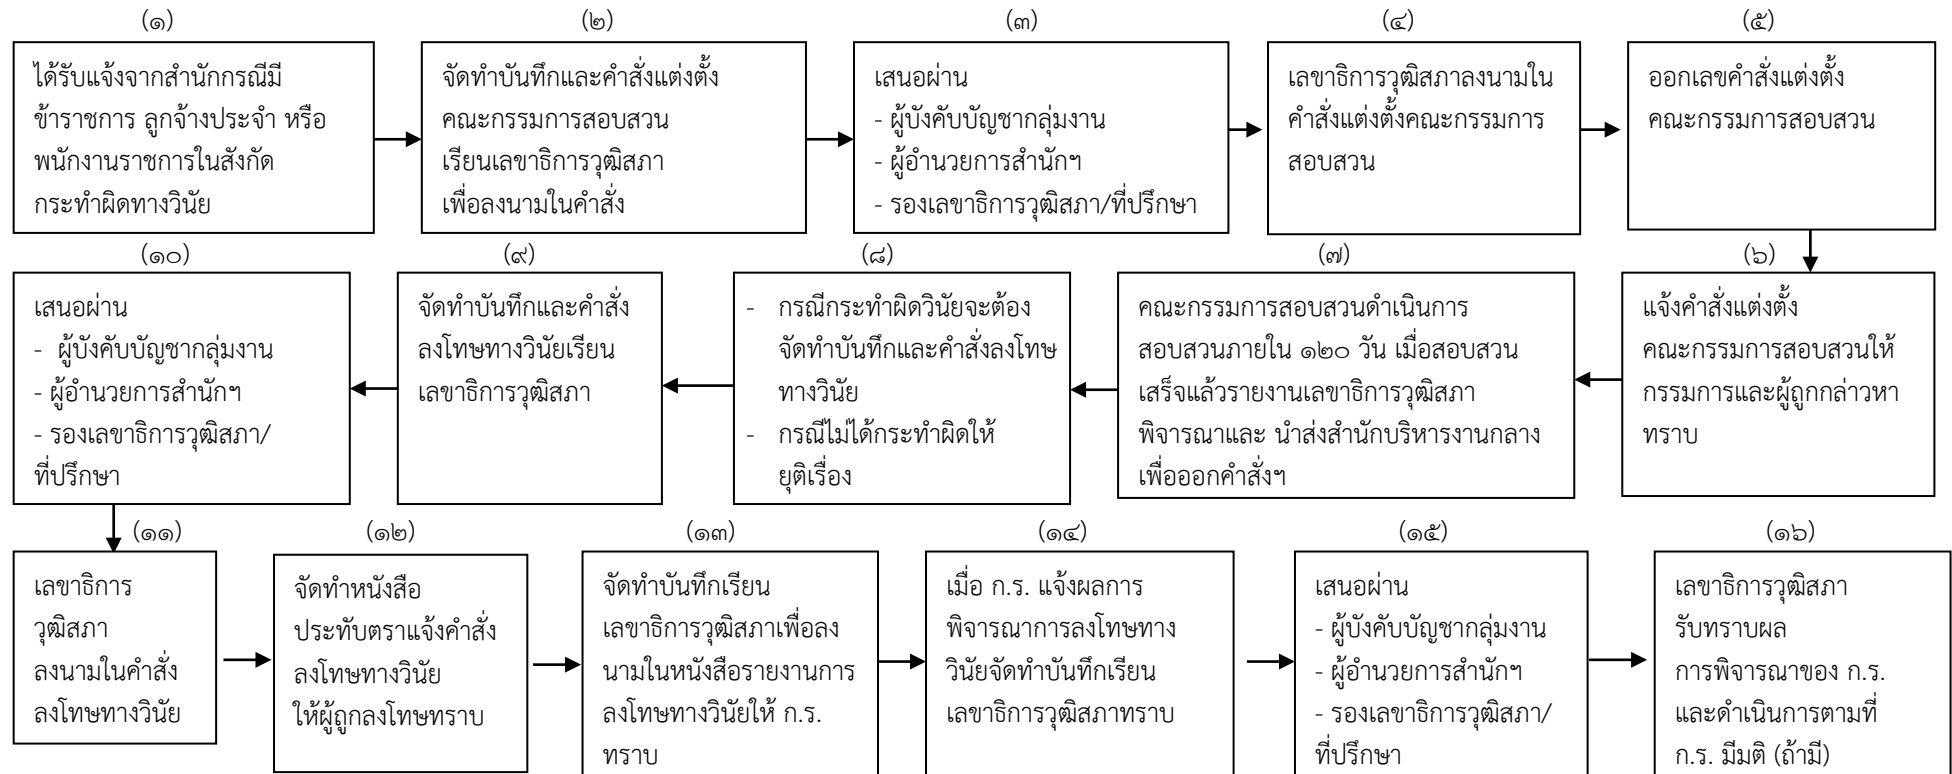 (๑)
ได้รับแจ้งจากสำนักกรณีมี
ข้าราชการ ลูกจ้างประจำ หรือ
พนักงานราชการในสังกัด
กระทำผิดทางวินัย
(๒)
จัดทำบันทึกและคำสั่งแต่งตั้ง
คณะกรรมการสอบสวน
เรียนเลขาธิการวุฒิสภา
เพื่อลงนามในคำสั่ง
(๓)
เสนอผ่าน
- ผู้บังคับบัญชากลุ่มงาน
- ผู้อำนวยการสำนักฯ
- รองเลขาธิการวุฒิสภา/ที่ปรึกษา
(๔)
เลขาธิการวุฒิสภาลงนามใน
คำสั่งแต่งตั้งคณะกรรมการ
สอบสวน
(๕)
ออกเลขคำสั่งแต่งตั้ง
คณะกรรมการสอบสวน
(๖)
แจ้งคำสั่งแต่งตั้ง
คณะกรรมการสอบสวนให้
กรรมการและผู้ถูกกล่าวหา
ทราบ
(๗)
คณะกรรมการสอบสวนดำเนินการ
สอบสวนภายใน ๑๒๐ วัน เมื่อสอบสวน
เสร็จแล้วรายงานเลขาธิการวุฒิสภา
พิจารณาและ นำส่งสำนักบริหารงานกลาง
เพื่อออกคำสั่งฯ
(๘)
- กรณีกระทำผิดวินัยจะต้อง
จัดทำบันทึกและคำสั่งลงโทษ
ทางวินัย
- กรณีไม่ได้กระทำผิดให้
ยุติเรื่อง
(๙)
จัดทำบันทึกและคำสั่ง
ลงโทษทางวินัยเรียน
เลขาธิการวุฒิสภา
(๑๐)
เสนอผ่าน
- ผู้บังคับบัญชากลุ่มงาน
- ผู้อำนวยการสำนักฯ
- รองเลขาธิการวุฒิสภา/
ที่ปรึกษา
(๑๑)
เลขาธิการ
วุฒิสภา
ลงนามในคำสั่ง
ลงโทษทางวินัย
(๑๒)
จัดทำหนังสือ
ประทับตราแจ้งคำสั่ง
ลงโทษทางวินัย
ให้ผู้ถูกลงโทษทราบ
(๑๓)
จัดทำบันทึกเรียน
เลขาธิการวุฒิสภาเพื่อลง
นามในหนังสือรายงานการ
ลงโทษทางวินัยให้ ก.ร.
ทราบ
(๑๔)
เมื่อ ก.ร. แจ้งผลการ
พิจารณาการลงโทษทาง
วินัยจัดทำบันทึกเรียน
เลขาธิการวุฒิสภาทราบ
(๑๕)
เสนอผ่าน
- ผู้บังคับบัญชากลุ่มงาน
- ผู้อำนวยการสำนักฯ
- รองเลขาธิการวุฒิสภา/
ที่ปรึกษา
(๑๖)
เลขาธิการวุฒิสภา
รับทราบผล
การพิจารณาของ ก.ร.
และดำเนินการตามที่
ก.ร. มีมติ (ถ้ามี)